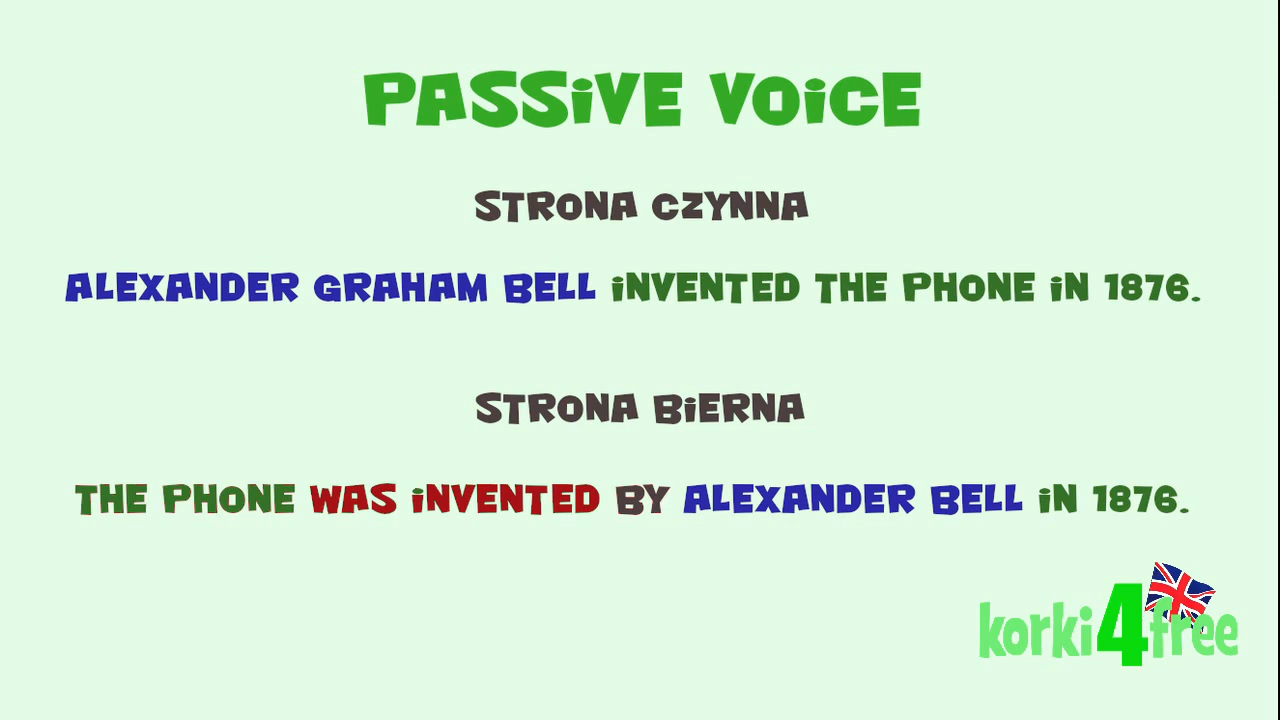 PASSiVE VOiCE
STRONA CZYNNA
ALEXANDER GRAHAM BELL iNVENTED THE PHONE iN 1876.
STRONA BiERNA
THE PHONE WAS iNVENTED BY ALEXANDER BELL iN 1876.
korki4free